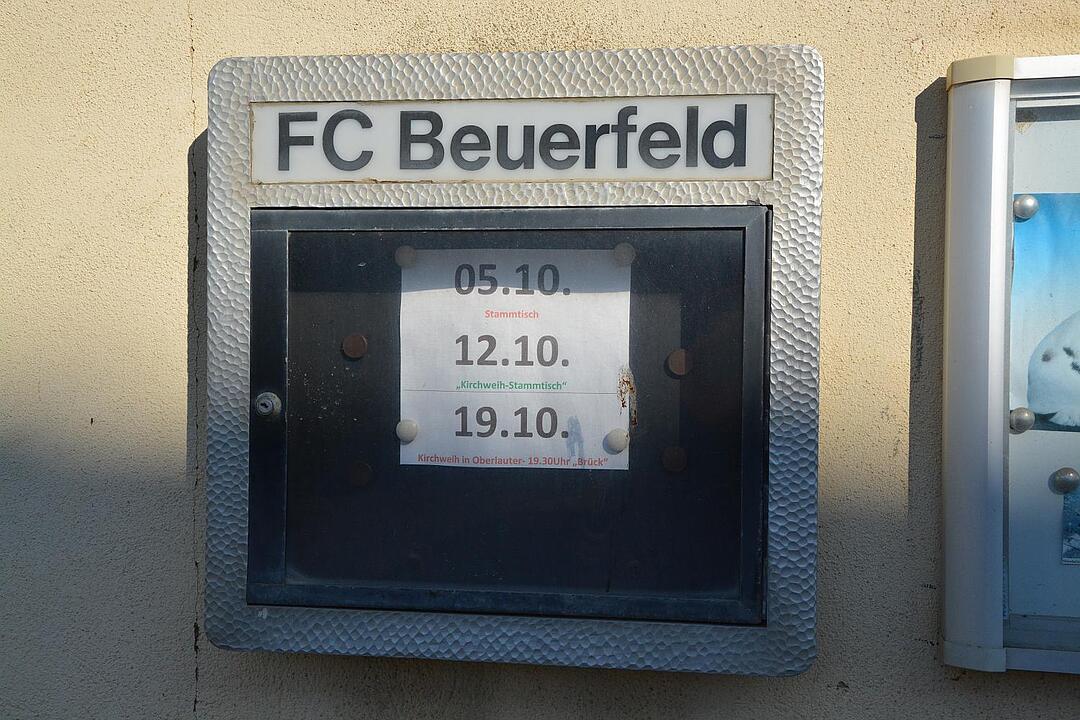 FC Beuerfeld
05.10.
Stammtisch
12.10.
„Kirchweih-Stammtisch“
19.10.
Kirchweih in Oberlauter- 19.30Uhr „Brück“